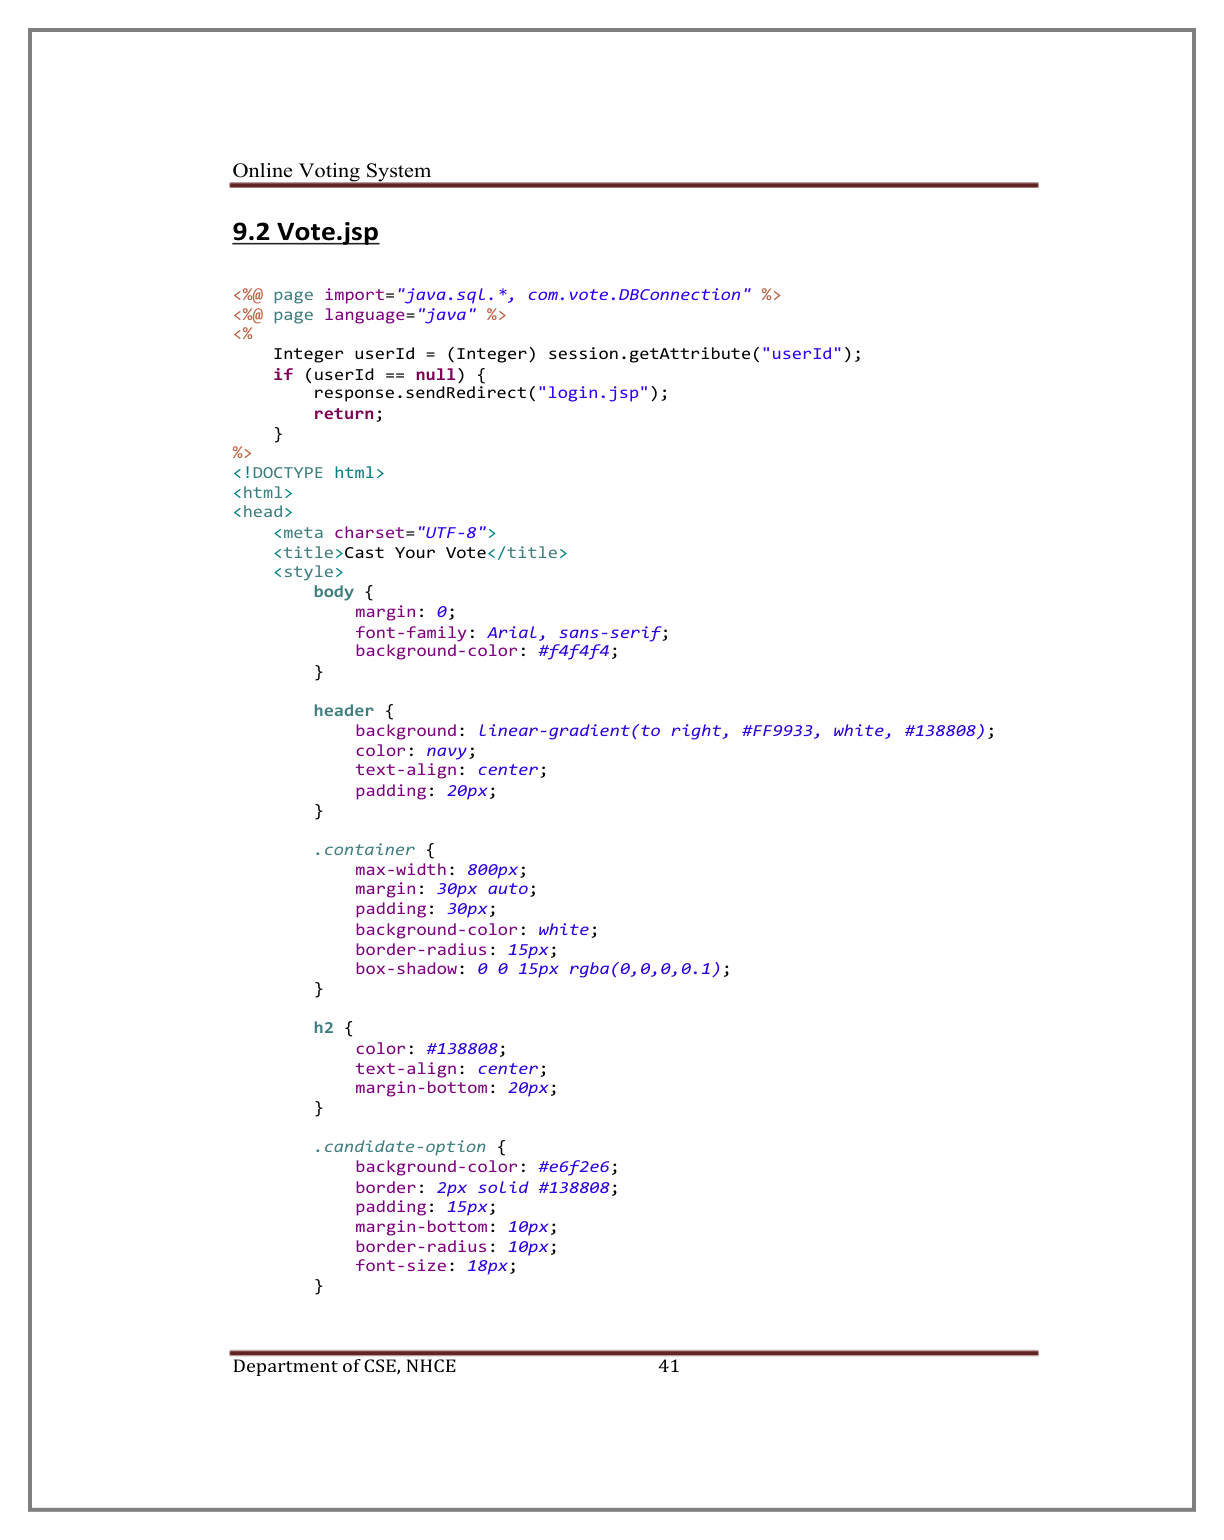 Online Voting System
9.2 Vote.jsp
<%@ page import="java.sql.*, com.vote.DBConnection" %>
<%@ page language="java" %>
<%
    Integer userId = (Integer) session.getAttribute("userId");
    if (userId == null) {
        response.sendRedirect("login.jsp");
        return;
    }
%>
<!DOCTYPE html>
<html>
<head>
    <meta charset="UTF-8">
    <title>Cast Your Vote</title>
    <style>
        body {
            margin: 0;
            font-family: Arial, sans-serif;
            background-color: #f4f4f4;
        }

        header {
            background: linear-gradient(to right, #FF9933, white, #138808);
            color: navy;
            text-align: center;
            padding: 20px;
        }

        .container {
            max-width: 800px;
            margin: 30px auto;
            padding: 30px;
            background-color: white;
            border-radius: 15px;
            box-shadow: 0 0 15px rgba(0,0,0,0.1);
        }

        h2 {
            color: #138808;
            text-align: center;
            margin-bottom: 20px;
        }

        .candidate-option {
            background-color: #e6f2e6;
            border: 2px solid #138808;
            padding: 15px;
            margin-bottom: 10px;
            border-radius: 10px;
            font-size: 18px;
        }
Department of CSE, NHCE 41